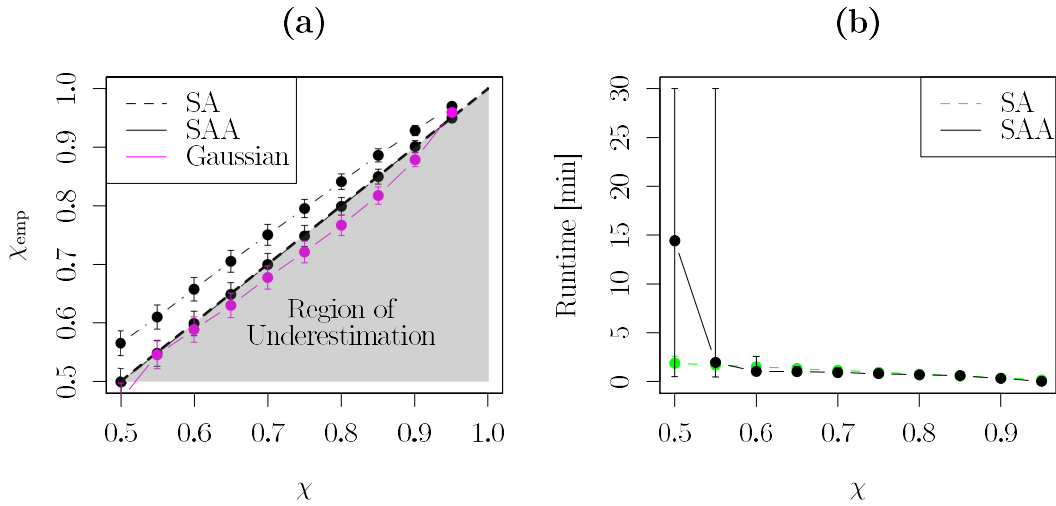 (a)
SA
SAA
Gaussian
Region of
Underestimation
χemp
1.0
0.9
0.8
0.7
0.6
0.5
0.5 0.6 0.7 0.8 0.9 1.0
χ
(b)
SA
SAA
Runtime [min]
30
25
20
15
10
5
0
0.5 0.6 0.7 0.8 0.9
χ